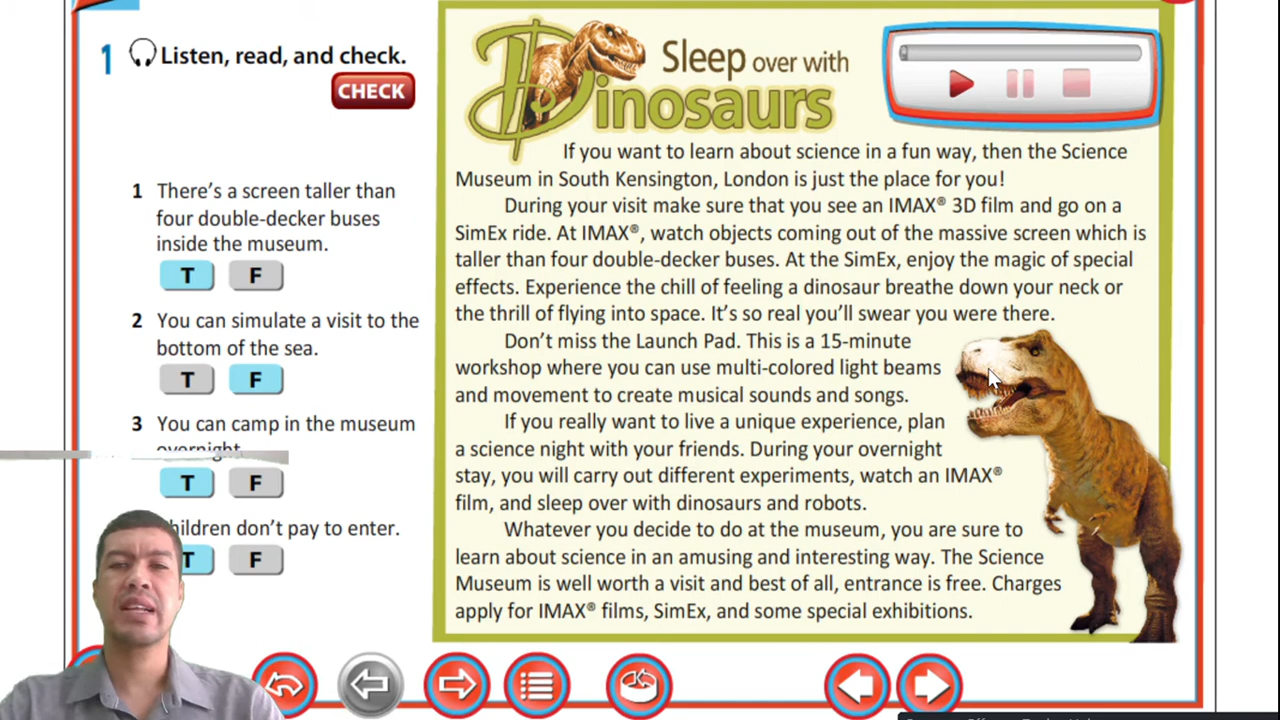 1 Listen, read, and check.
CHECK
1 There's a screen taller than
four double-decker buses
inside the museum.
T F
2 You can simulate a visit to the
bottom of the sea.
T F
3 You can camp in the museum
overnight
T F
hildren don't pay to enter.
T F
Sleep over with
Dinosaurs
If you want to learn about science in a fun way, then the Science
Museum in South Kensington, London is just the place for you!
During your visit make sure that you see an IMAX® 3D film and go on a
SimEx ride. At IMAX®, watch objects coming out of the massive screen which is
taller than four double-decker buses. At the SimEx, enjoy the magic of special
effects. Experience the chill of feeling a dinosaur breathe down your neck or
the thrill of flying into space. It's so real you'll swear you were there.
Don't miss the Launch Pad. This is a 15-minute
workshop where you can use multi-colored light beams
and movement to create musical sounds and songs.
If you really want to live a unique experience, plan
a science night with your friends. During your overnight
stay, you will carry out different experiments, watch an IMAX®
film, and sleep over with dinosaurs and robots.
Whatever you decide to do at the museum, you are sure to
learn about science in an amusing and interesting way. The Science
Museum is well worth a visit and best of all, entrance is free. Charges
apply for IMAX® films, SimEx, and some special exhibitions.